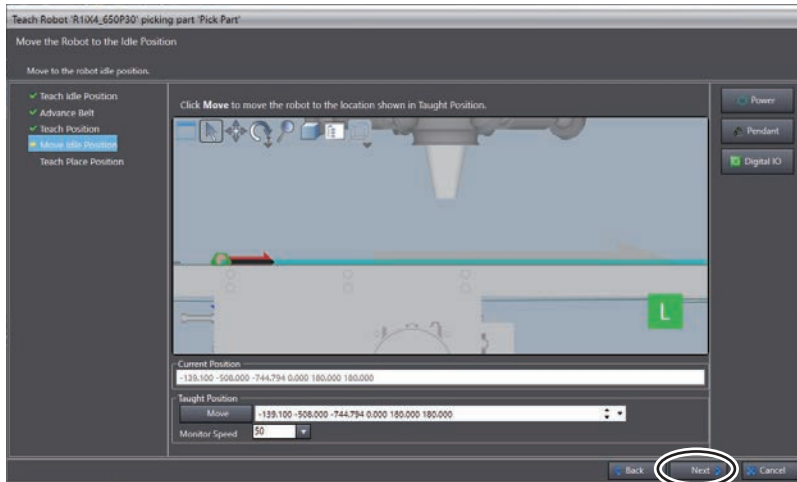 Teach Robot 'R1iX4_650P30' picking part 'Pick Part'
Move the Robot to the Idle Position
Move to the robot idle position.
Teach Idle Position
Advance Belt
Teach Position
Move Idle Position
Teach Place Position
Click Move to move the robot to the location shown in Taught Position.
Power
Pendant
Digital IO
L
Current Position
-139.100 -508.000 -744.794 0.000 180.000 180.000
Taught Position
Move -139.100 -508.000 -744.794 0.000 180.000 180.000
Monitor Speed 50
Back Next Cancel